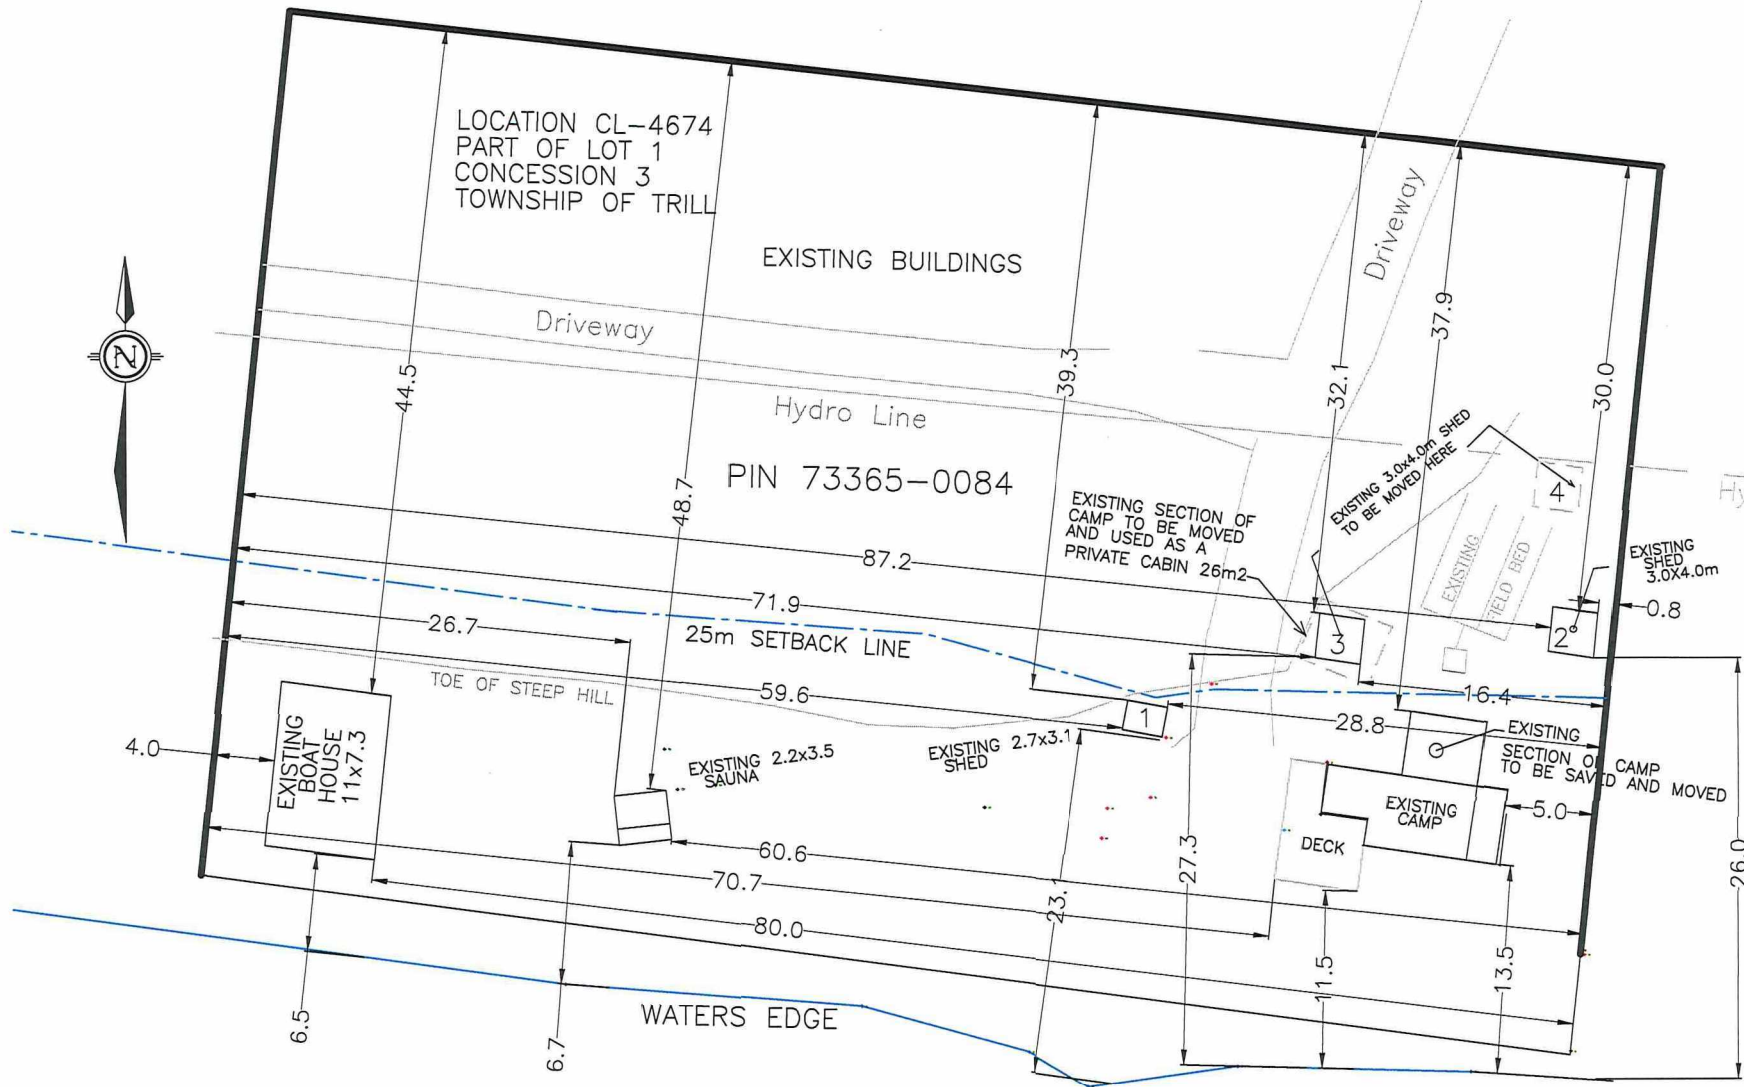 LOCATION CL-4674
PART OF LOT 1
CONCESSION 3
TOWNSHIP OF TRILL
EXISTING BUILDINGS
Driveway
Driveway
Hydro Line
PIN 73365-0084
N
44.5
48.7
39.3
32.1
37.9
30.0
EXISTING 3.0x4.0m SHED
TO BE MOVED HERE
4
Hy
EXISTING SECTION OF
CAMP TO BE MOVED
AND USED AS A
PRIVATE CABIN 26m2
EXISTING
FIELD BED
EXISTING
SHED
3.0X4.0m
0.8
87.2
71.9
26.7
25m SETBACK LINE
3
2
TOE OF STEEP HILL
59.6
16.4
1
28.8
4.0
EXISTING
BOAT
HOUSE
11x7.3
EXISTING 2.2x3.5
SAUNA
EXISTING 2.7x3.1
SHED
EXISTING
SECTION OF CAMP
TO BE SAVED AND MOVED
EXISTING
CAMP
5.0
DECK
60.6
70.7
80.0
27.3
26.0
23.1
11.5
13.5
6.5
6.7
WATERS EDGE